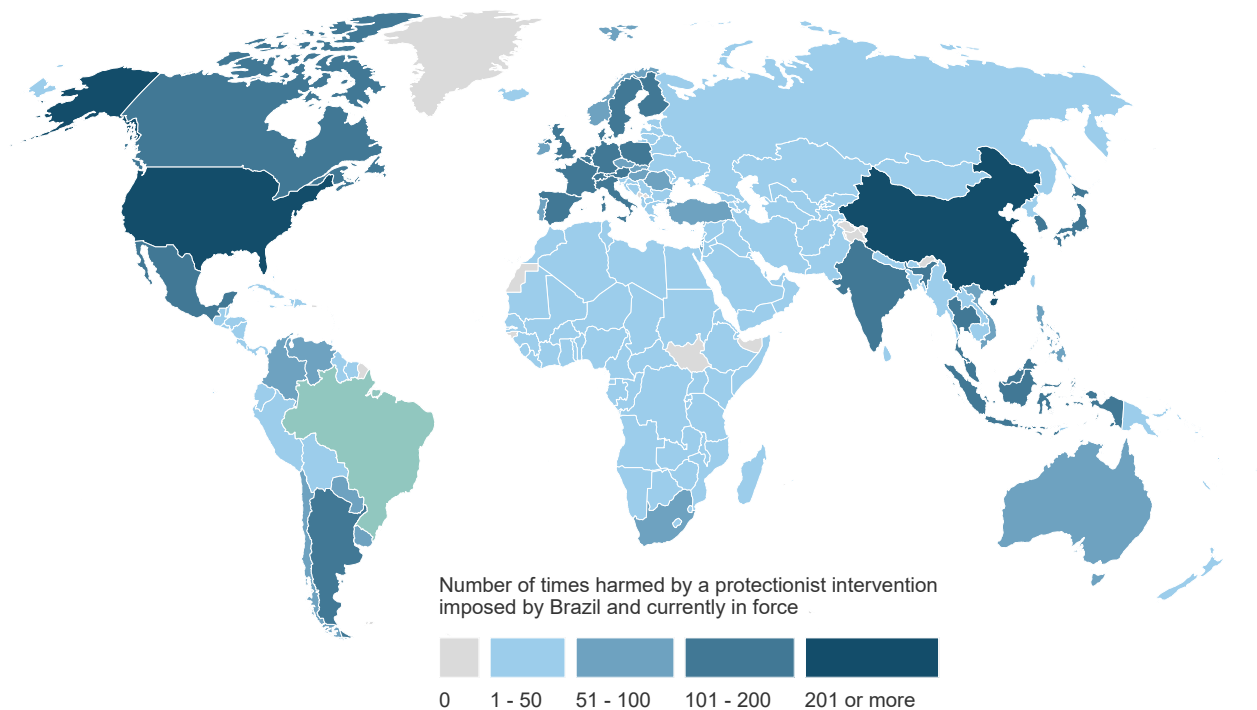 Number of times harmed by a protectionist intervention
imposed by Brazil and currently in force
0
1 - 50
51 - 100
101 - 200
201 or more